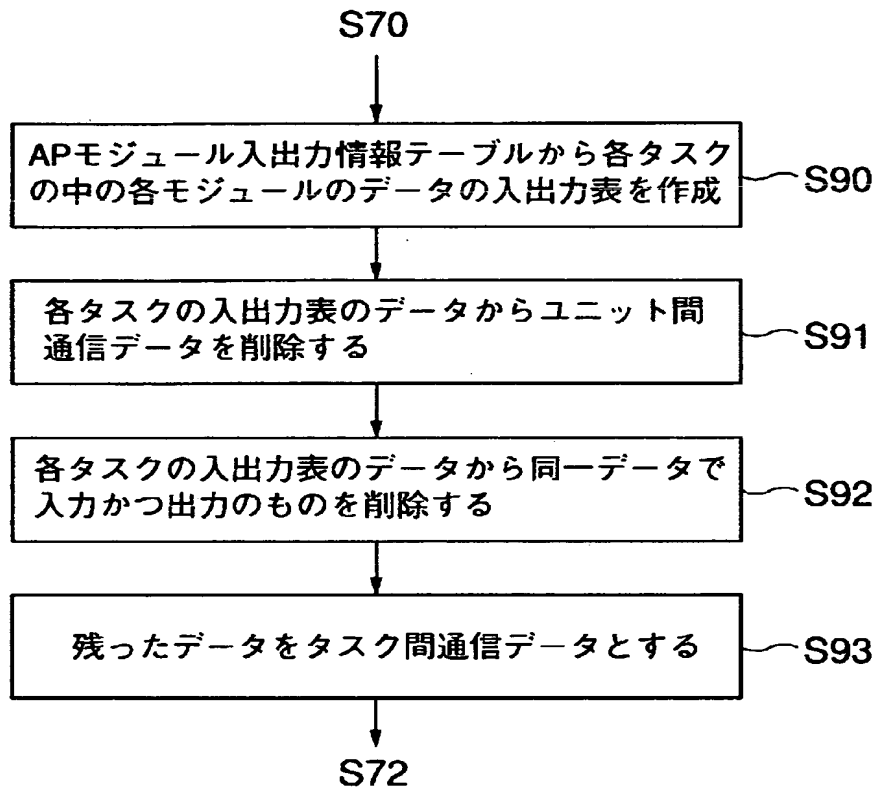 S70
APモジュール入出力情報テーブルから各タスク
の中の各モジュールのデータの入出力表を作成
S90
各タスクの入出力表のデータからユニット間
通信データを削除する
S91
各タスクの入出力表のデータから同一データで
入力かつ出力のものを削除する
S92
残ったデータをタスク間通信データとする
S93
S72